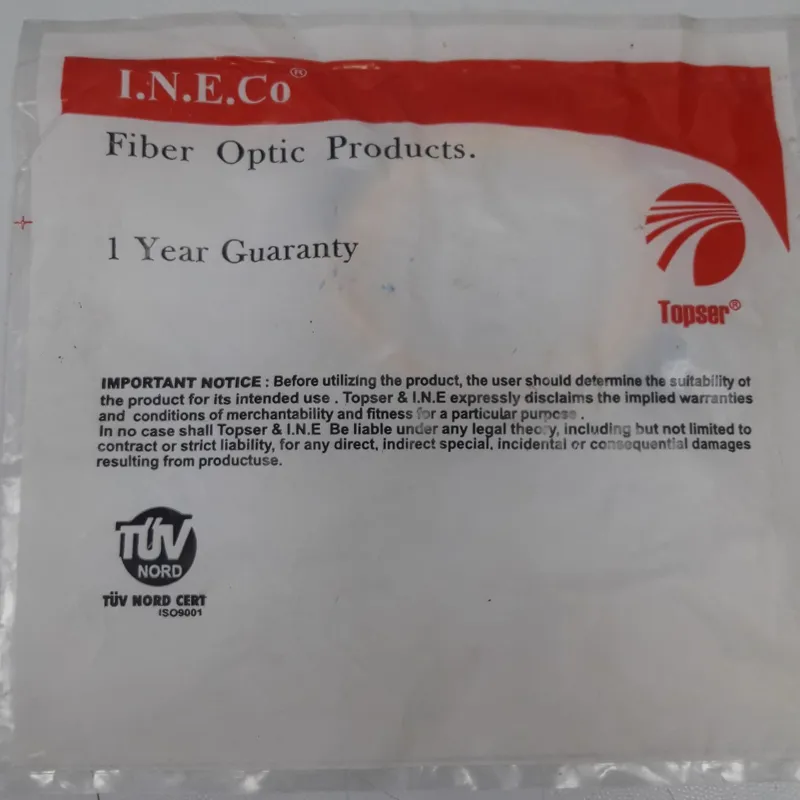 I.N.E.Co®
Fiber Optic Products.
1 Year Guaranty
Topser®
IMPORTANT NOTICE : Before utilizing the product, the user should determine the suitability of
the product for its intended use . Topser & I.N.E expressly disclaims the implied warranties
and conditions of merchantability and fitness for a particular purpose .
In no case shall Topser & I.N.E Be liable under any legal theory, including but not limited to
contract or strict liability, for any direct, indirect special, incidental or consequential damages
resulting from productuse.
TÜV
NORD
TÜV NORD CERT
ISO9001